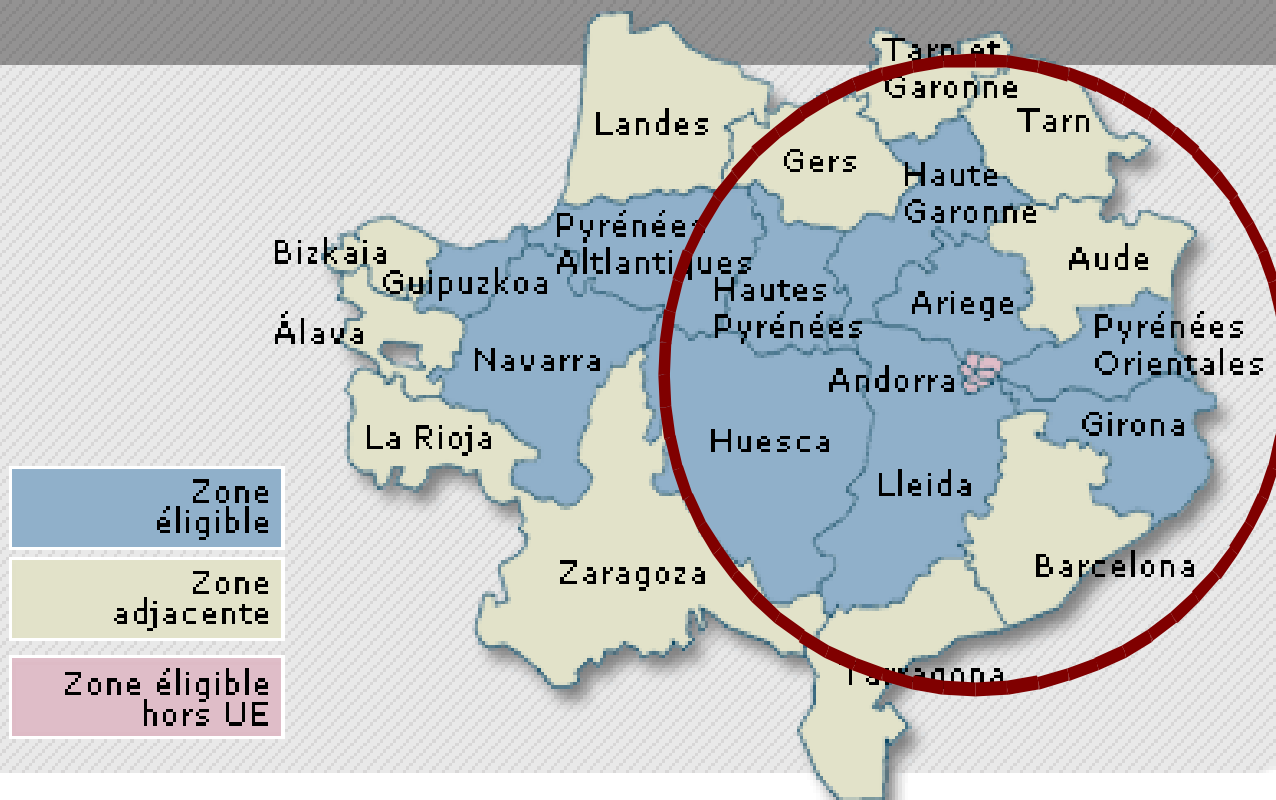 Tarn et
Garonne
Landes
Tarn
Gers
Haute
Garonne
Pyrénées
Altlantiques
Bizkaia
Guipuzkoa
Aude
Hautes
Pyrénées
Ariege
Pyrénées
Orientales
Álava
Navarra
Andorra
La Rioja
Huesca
Girona
Lleida
Zone
éligible
Zaragoza
Barcelona
Zone
adjacente
Tarragona
Zone éligible
hors UE